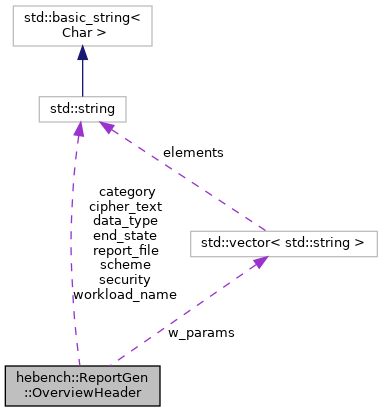 std::basic_string<
Char >
std::string
elements
category
cipher_text
data_type
end_state
report_file
scheme
security
workload_name
std::vector< std::string >
w_params
hebench::ReportGen
::OverviewHeader